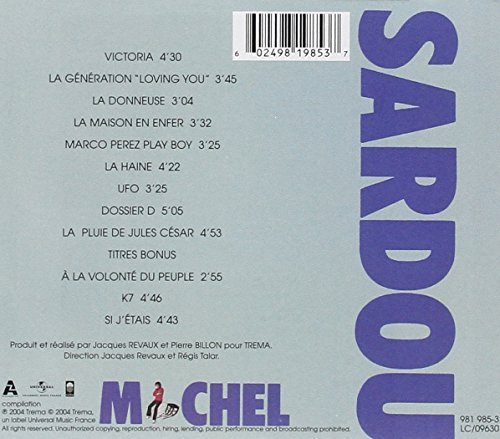 6 02498 19853 7
SARDOU
VICTORIA 4'30
LA GÉNÉRATION "LOVING YOU" 3'45
LA DONNEUSE 3'04
LA MAISON EN ENFER 3'32
MARCO PEREZ PLAY BOY 3'25
LA HAINE 4'22
UFO 3'25
DOSSIER D 5'05
LA PLUIE DE JULES CÉSAR 4'53
TITRES BONUS
À LA VOLONTÉ DU PEUPLE 2'55
K7 4'46
SI J'ÉTAIS 4'43
Produit et réalisé par Jacques REVAUX et Pierre BILLON pour TREMA.
Direction Jacques Revaux et Régis Talar.
MICHEL
compilation
℗ 2004 Trema © 2004 Trema,
un label Universal Music France
All rights reserved. Unauthorized copying, reproduction, hiring, lending, public performance and broadcasting prohibited.
981 985-3
LC/0963